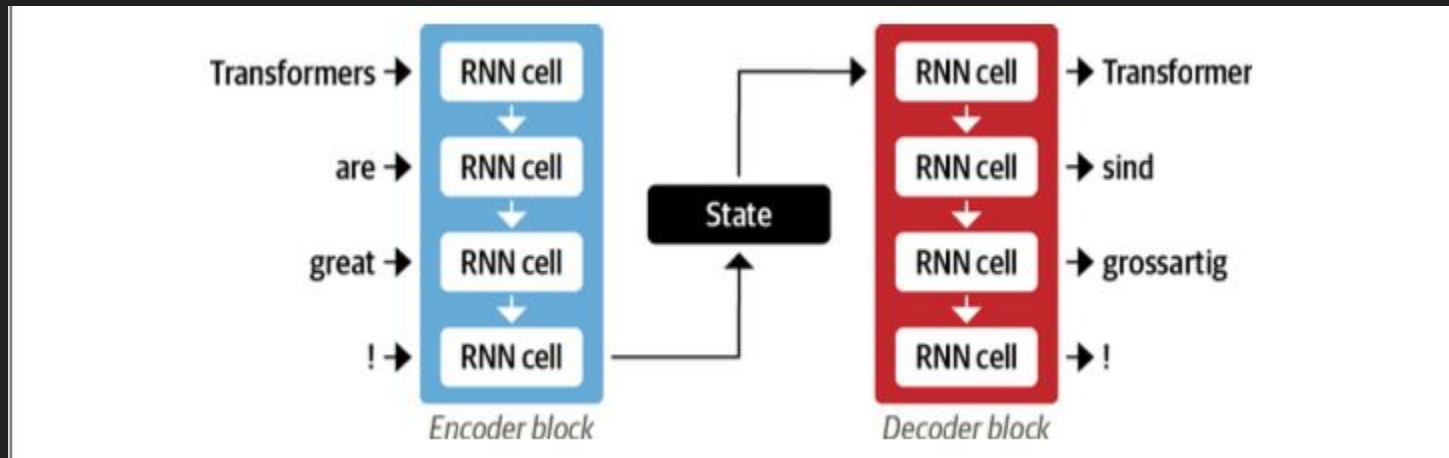 Transformers
RNN cell
RNN cell
Transformer
are
RNN cell
RNN cell
sind
State
great
RNN cell
RNN cell
grossartig
!
RNN cell
RNN cell
!
Encoder block
Decoder block